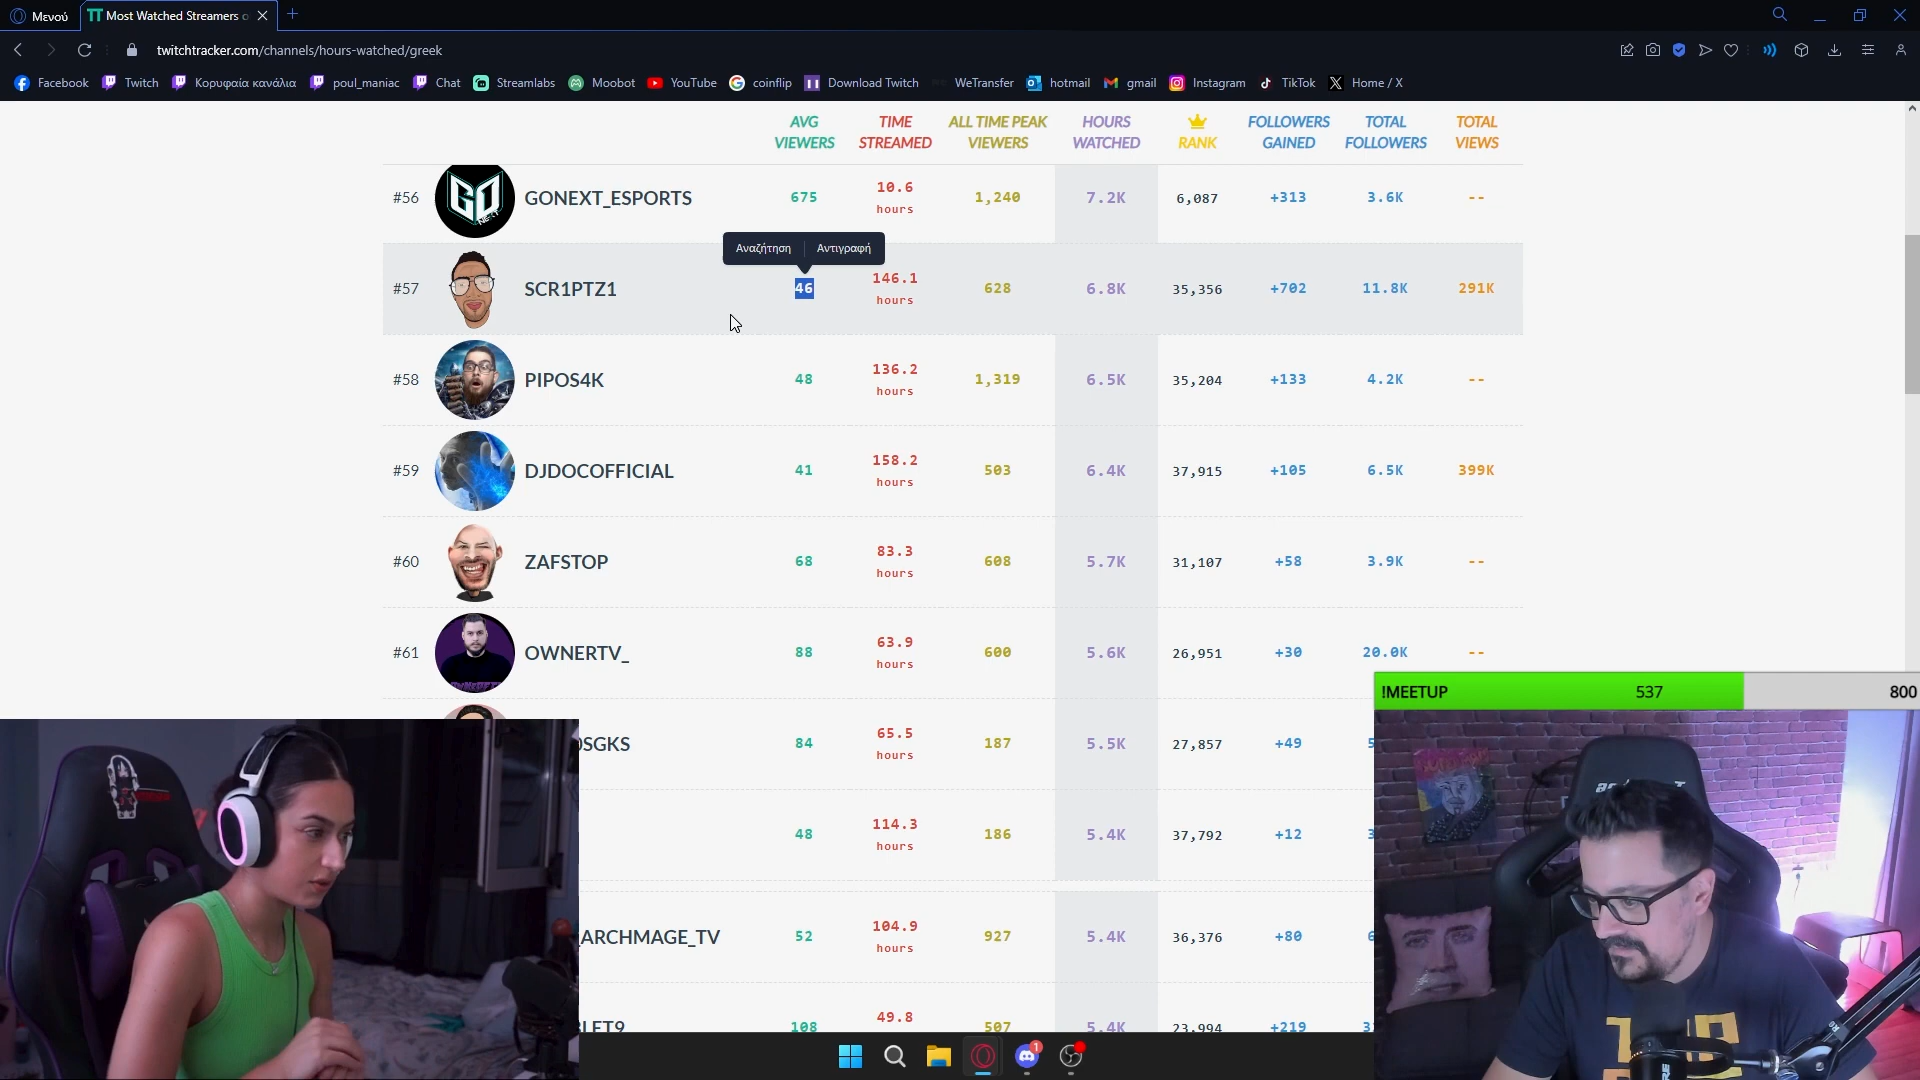 Μενού
Most Watched Streamers o
twitchtracker.com/channels/hours-watched/greek
Facebook Twitch Κορυφαία κανάλια poul_maniac Chat Streamlabs Moobot YouTube coinflip Download Twitch WeTransfer hotmail gmail Instagram TikTok Home / X
AVG VIEWERS TIME STREAMED ALL TIME PEAK VIEWERS HOURS WATCHED RANK FOLLOWERS GAINED TOTAL FOLLOWERS TOTAL VIEWS
#56 GONEXT_ESPORTS 675 10.6 hours 1,240 7.2K 6,087 +313 3.6K --
Αναζήτηση Αντιγραφή
#57 SCR1PTZ1 46 146.1 hours 628 6.8K 35,356 +702 11.8K 291K
#58 PIPOS4K 48 136.2 hours 1,319 6.5K 35,204 +133 4.2K --
#59 DJDOCOFFICIAL 41 158.2 hours 503 6.4K 37,915 +105 6.5K 399K
#60 ZAFSTOP 68 83.3 hours 608 5.7K 31,107 +58 3.9K --
#61 OWNERTV_ 88 63.9 hours 600 5.6K 26,951 +30 20.0K --
!MEETUP 537 800
SGKS 84 65.5 hours 187 5.5K 27,857 +49
48 114.3 hours 186 5.4K 37,792 +12
_ARCHMAGE_TV 52 104.9 hours 927 5.4K 36,376 +80
108 49.8 507 5.4K 23,994 +219
1